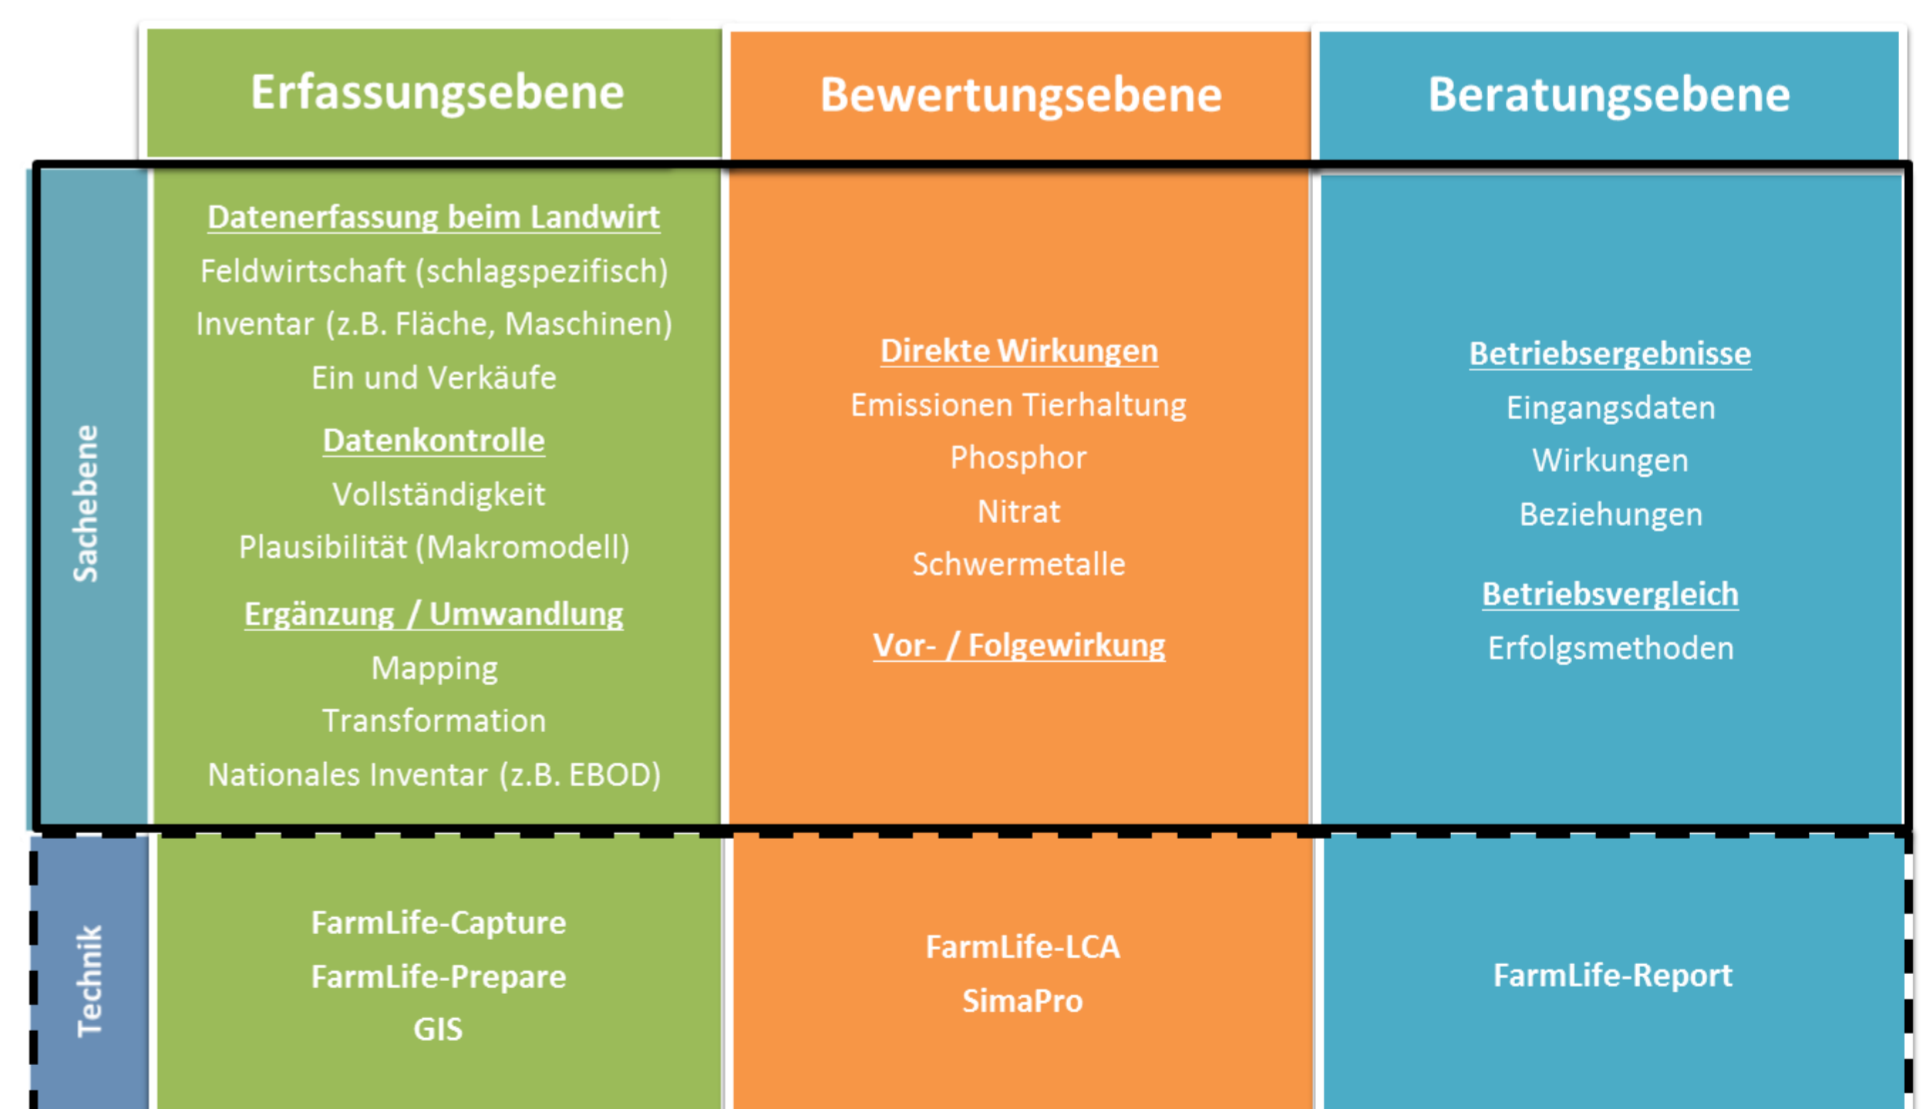 Erfassungsebene
Bewertungsebene
Beratungsebene
Sachebene
Datenerfassung beim Landwirt
Feldwirtschaft (schlagspezifisch)
Inventar (z.B. Fläche, Maschinen)
Ein und Verkäufe
Datenkontrolle
Vollständigkeit
Plausibilität (Makromodell)
Ergänzung / Umwandlung
Mapping
Transformation
Nationales Inventar (z.B. EBOD)
Direkte Wirkungen
Emissionen Tierhaltung
Phosphor
Nitrat
Schwermetalle
Vor- / Folgewirkung
Betriebsergebnisse
Eingangsdaten
Wirkungen
Beziehungen
Betriebsvergleich
Erfolgsmethoden
Technik
FarmLife-Capture
FarmLife-Prepare
GIS
FarmLife-LCA
SimaPro
FarmLife-Report